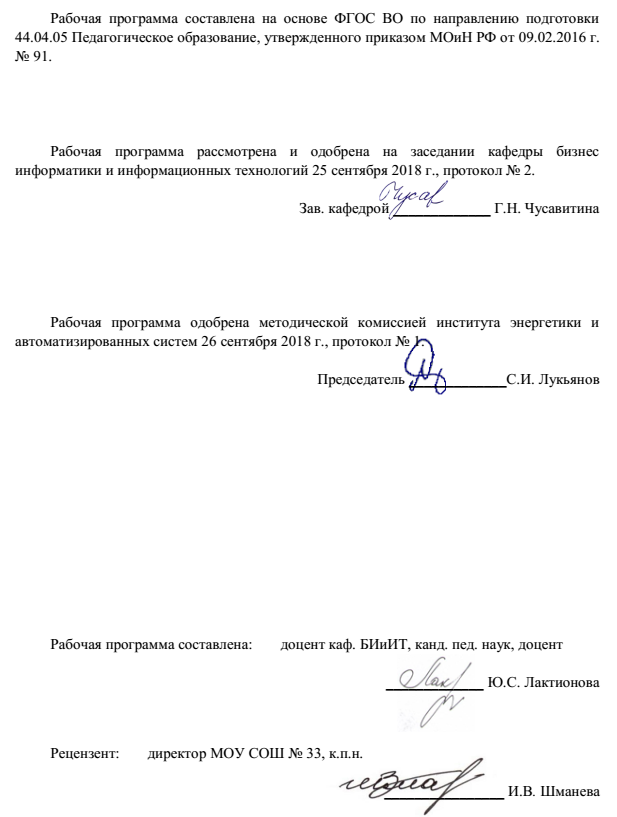 Рабочая программа составлена на основе ФГОС ВО по направлению подготовки
44.04.05 Педагогическое образование, утвержденного приказом МОиН РФ от 09.02.2016 г.
№ 91.
Рабочая программа рассмотрена и одобрена на заседании кафедры бизнес
информатики и информационных технологий 25 сентября 2018 г., протокол № 2.
Зав. кафедрой Г.Н. Чусавитина
Рабочая программа одобрена методической комиссией института энергетики и
автоматизированных систем 26 сентября 2018 г., протокол № 1.
Председатель С.И. Лукьянов
Рабочая программа составлена: доцент каф. БИиИТ, канд. пед. наук, доцент
Ю.С. Лактионова
Рецензент: директор МОУ СОШ № 33, к.п.н.
И.В. Шманева